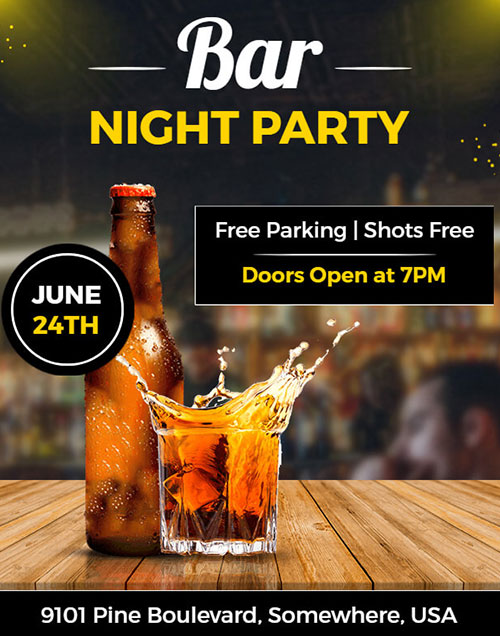 Bar
NIGHT PARTY
Free Parking | Shots Free
Doors Open at 7PM
JUNE
24TH
9101 Pine Boulevard, Somewhere, USA